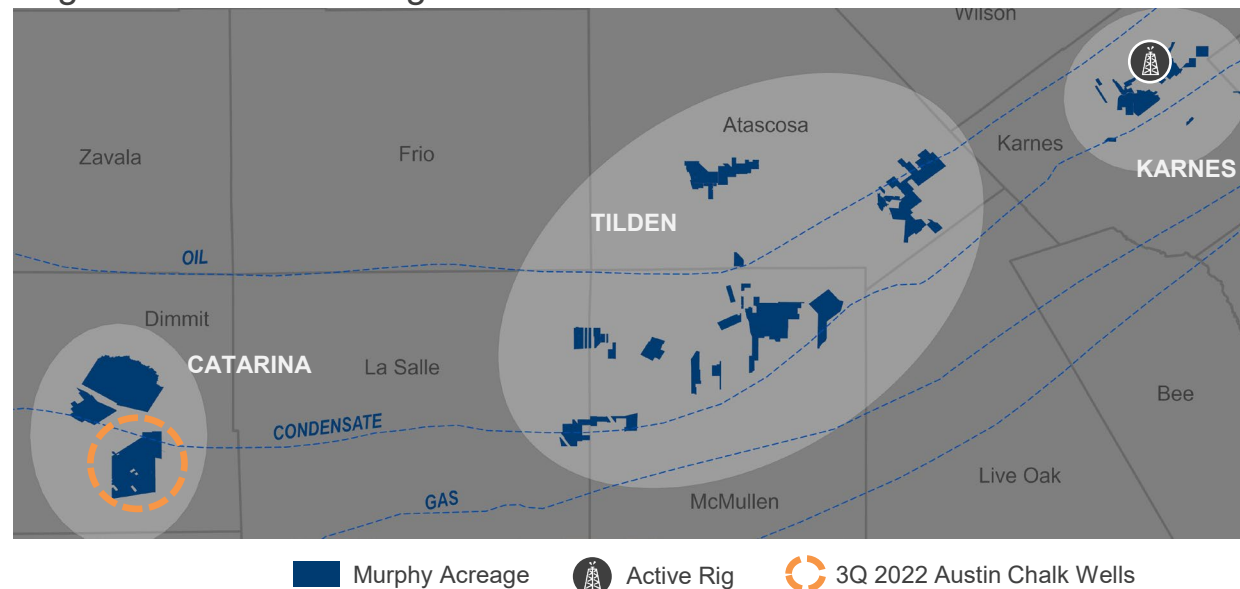 Wilson
Atascosa
Zavala
Frio
Karnes
KARNES
TILDEN
OIL
Dimmit
CATARINA
La Salle
Bee
CONDENSATE
Live Oak
GAS
McMullen
Murphy Acreage
Active Rig
3Q 2022 Austin Chalk Wells